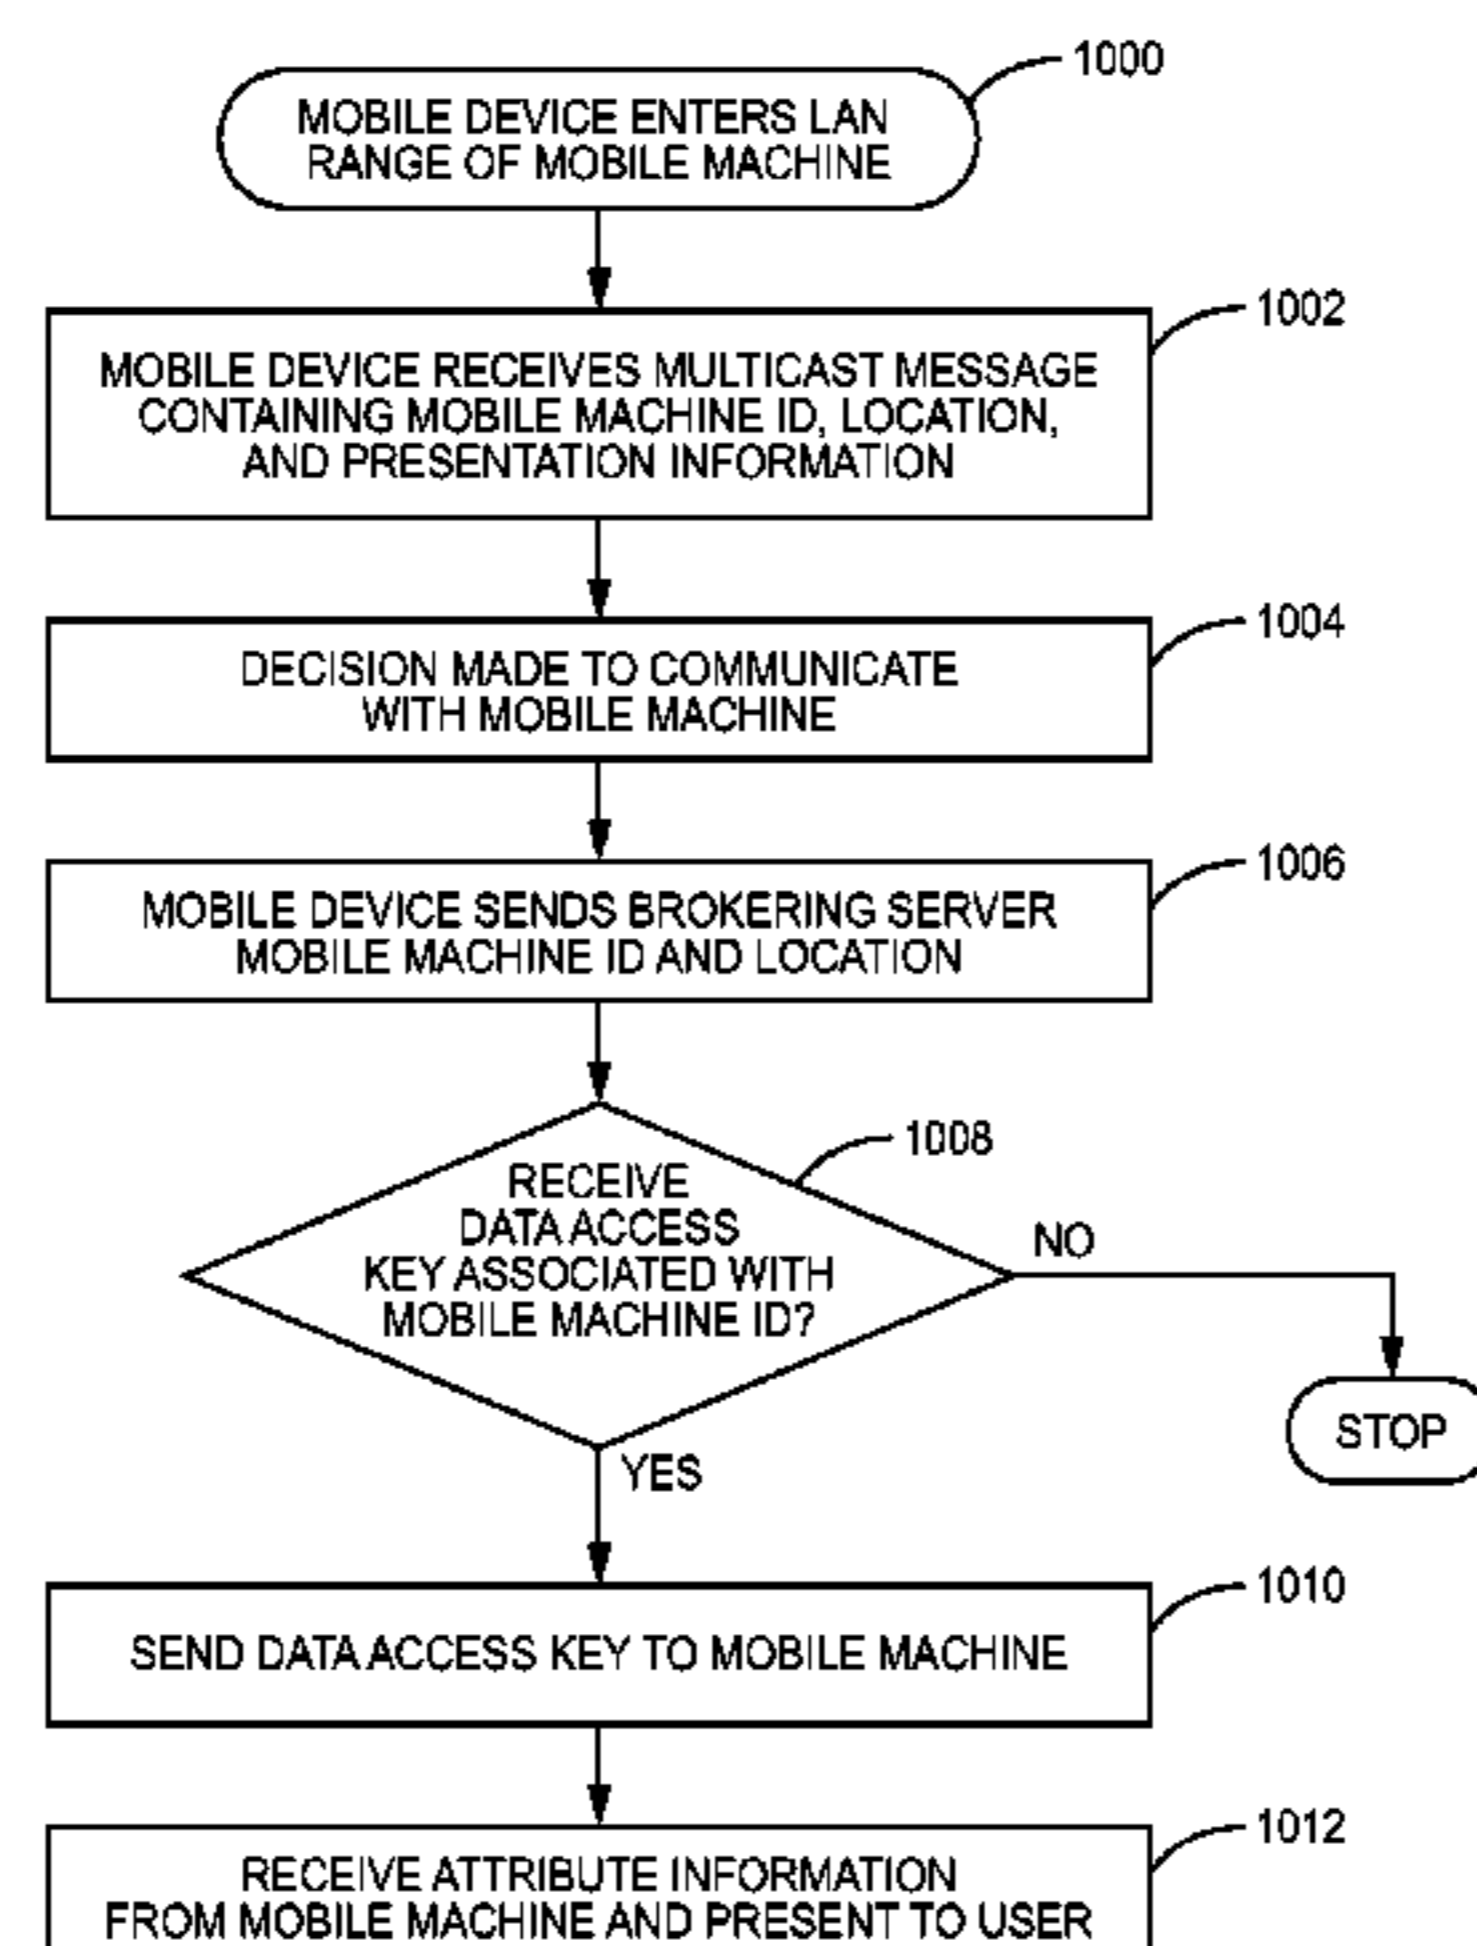 1000
MOBILE DEVICE ENTERS LAN
RANGE OF MOBILE MACHINE
1002
MOBILE DEVICE RECEIVES MULTICAST MESSAGE
CONTAINING MOBILE MACHINE ID, LOCATION,
AND PRESENTATION INFORMATION
1004
DECISION MADE TO COMMUNICATE
WITH MOBILE MACHINE
1006
MOBILE DEVICE SENDS BROKERING SERVER
MOBILE MACHINE ID AND LOCATION
1008
RECEIVE
DATA ACCESS
KEY ASSOCIATED WITH
MOBILE MACHINE ID?
NO
STOP
YES
1010
SEND DATA ACCESS KEY TO MOBILE MACHINE
1012
RECEIVE ATTRIBUTE INFORMATION
FROM MOBILE MACHINE AND PRESENT TO USER